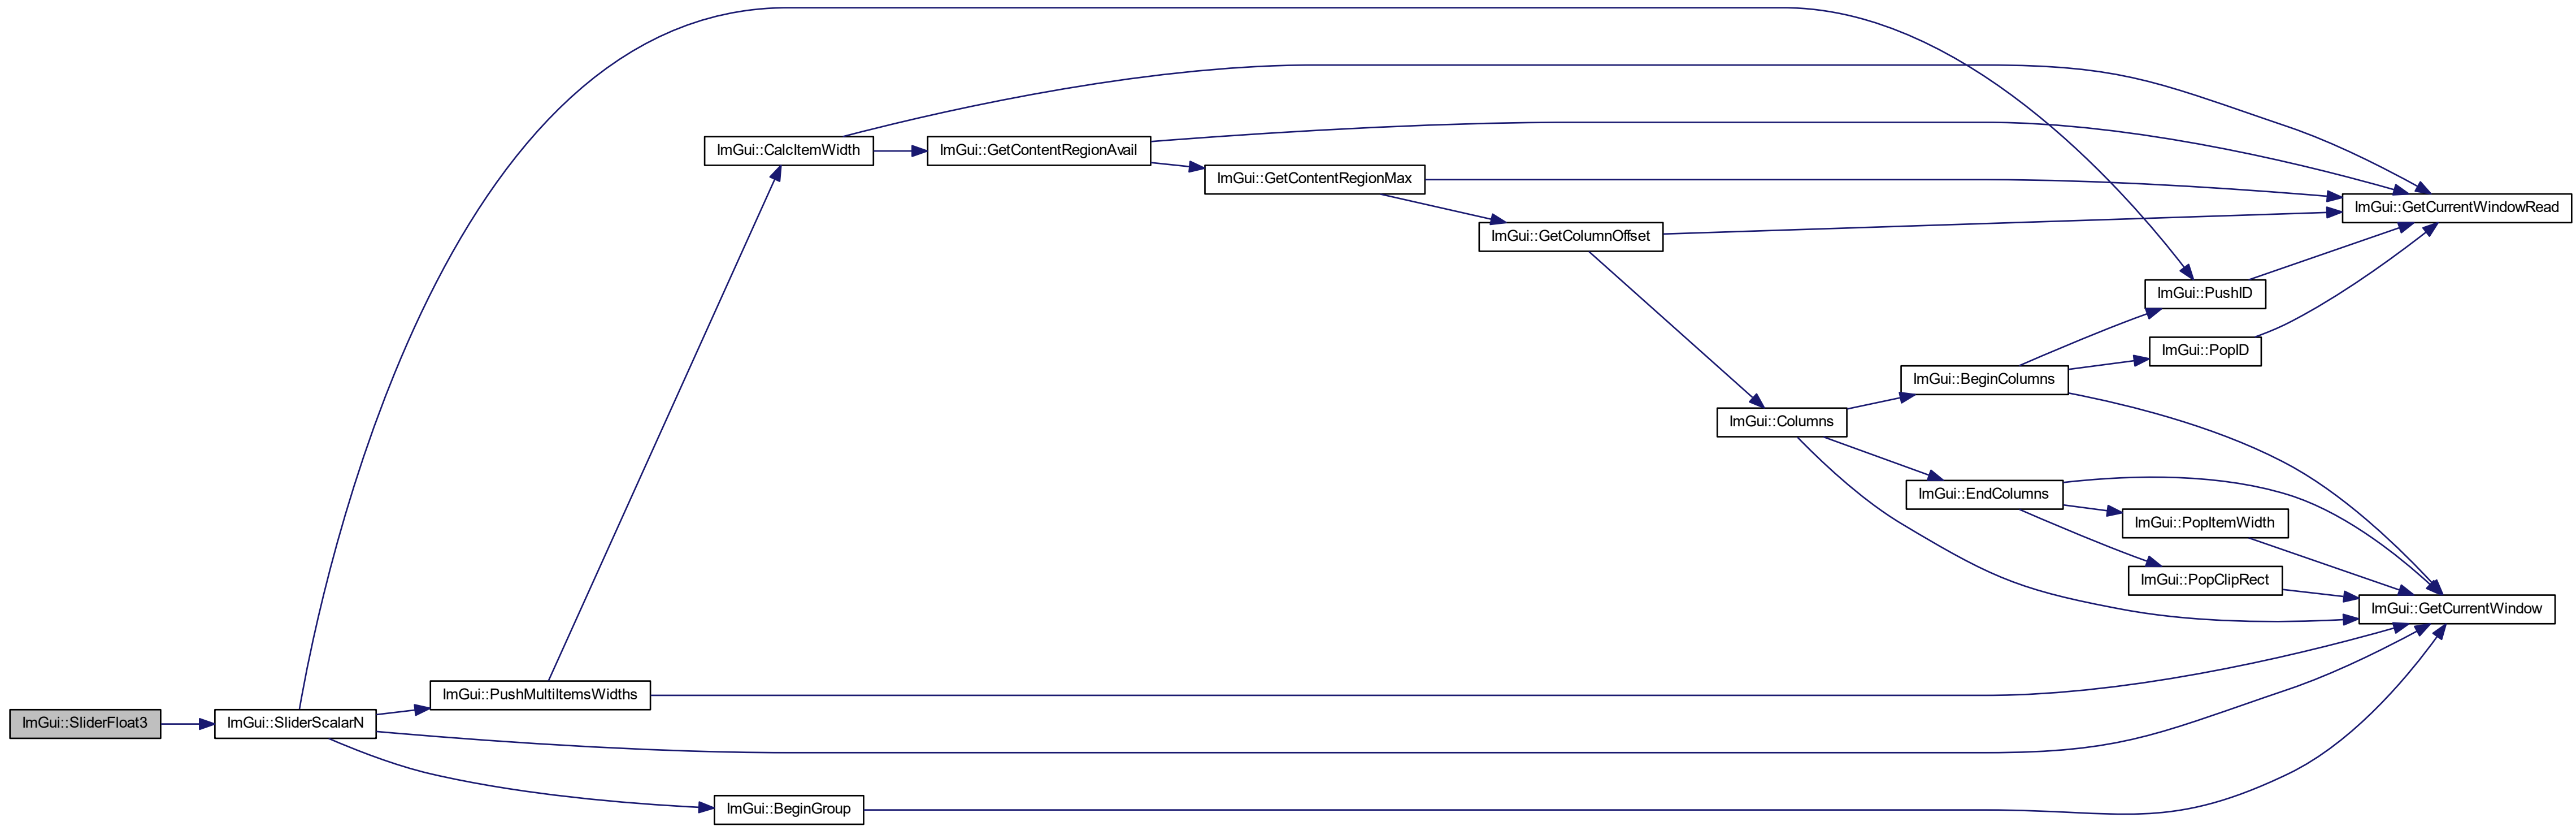 ImGui::CalcItemWidth
ImGui::GetContentRegionAvail
ImGui::GetContentRegionMax
ImGui::GetCurrentWindowRead
ImGui::GetColumnOffset
ImGui::PushID
ImGui::PopID
ImGui::BeginColumns
ImGui::Columns
ImGui::EndColumns
ImGui::PopItemWidth
ImGui::PopClipRect
ImGui::GetCurrentWindow
ImGui::PushMultiItemsWidths
ImGui::SliderFloat3
ImGui::SliderScalarN
ImGui::BeginGroup